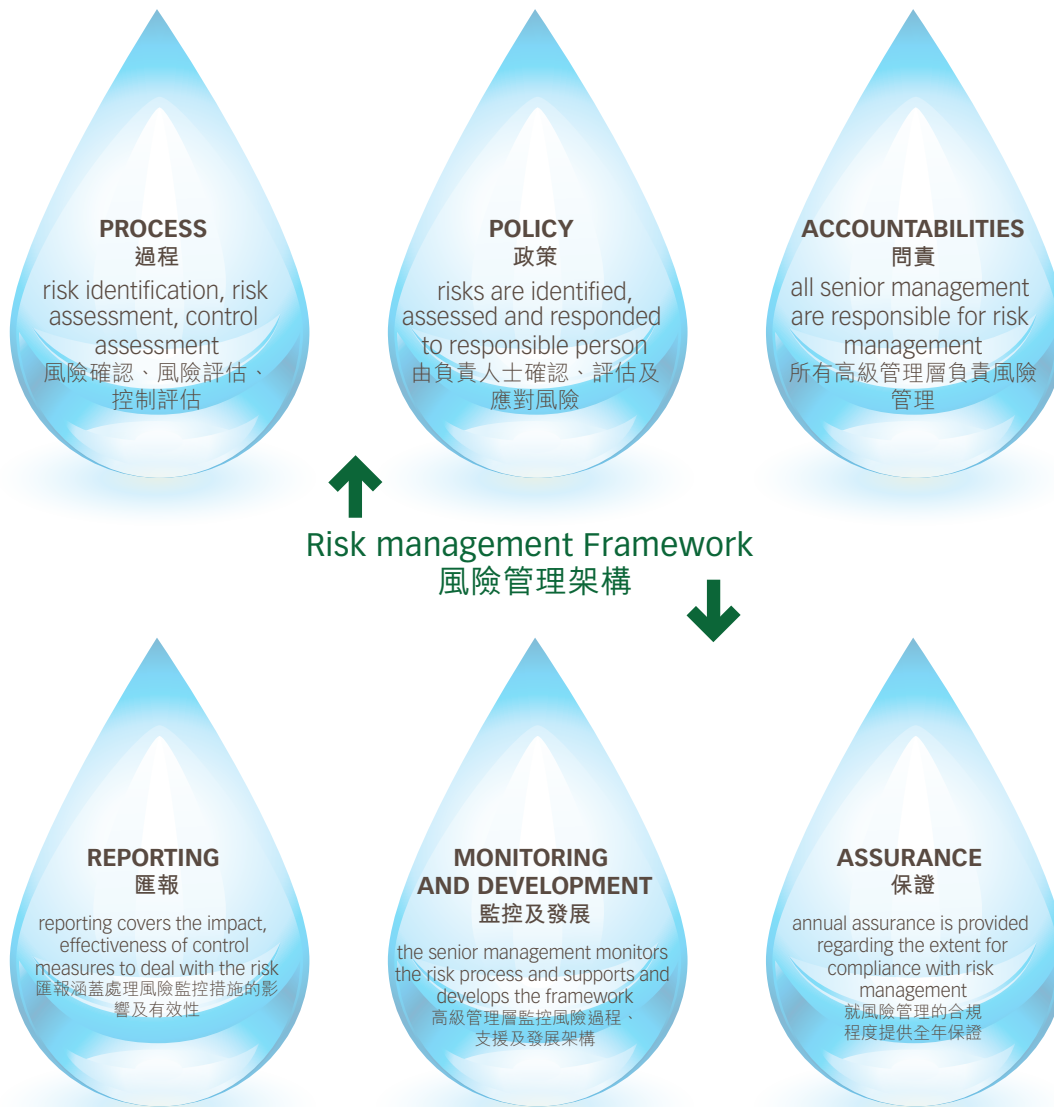 PROCESS
過程
risk identification, risk
assessment, control
assessment
風險確認、風險評估、
控制評估
POLICY
政策
risks are identified,
assessed and responded
to responsible person
由負責人士確認、評估及
應對風險
ACCOUNTABILITIES
問責
all senior management
are responsible for risk
management
所有高級管理層負責風險
管理
Risk management Framework
風險管理架構
REPORTING
匯報
reporting covers the impact,
effectiveness of control
measures to deal with the risk
匯報涵蓋處理風險監控措施的影
響及有效性
MONITORING
AND DEVELOPMENT
監控及發展
the senior management monitors
the risk process and supports and
develops the framework
高級管理層監控風險過程、
支援及發展架構
ASSURANCE
保證
annual assurance is provided
regarding the extent for
compliance with risk
management
就風險管理的合規
程度提供全年保證